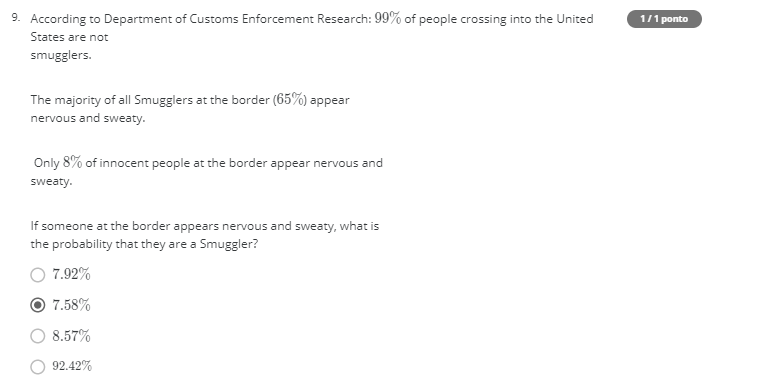 9. According to Department of Customs Enforcement Research: 99% of people crossing into the United
1 / 1 ponto
States are not
smugglers.
The majority of all Smugglers at the border (65%) appear
nervous and sweaty.
Only 8% of innocent people at the border appear nervous and
sweaty.
If someone at the border appears nervous and sweaty, what is
the probability that they are a Smuggler?
7.92%
7.58%
8.57%
92.42%